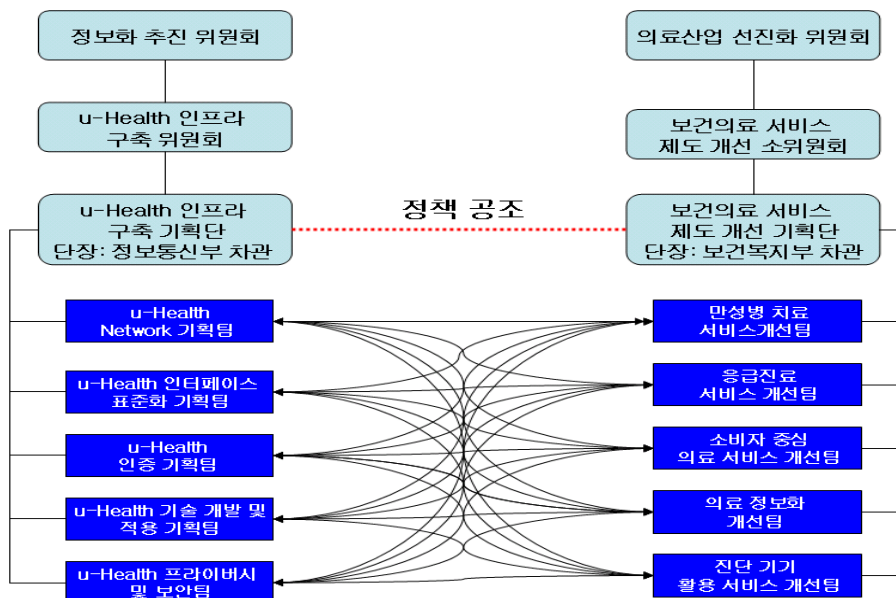 정보화 추진 위원회
의료산업 선진화 위원회
u-Health 인프라
구축 위원회
보건의료 서비스
제도 개선 소위원회
u-Health 인프라
구축 기획단
단장: 정보통신부 차관
정책 공조
보건의료 서비스
제도 개선 기획단
단장: 보건복지부 차관
u-Health
Network 기획팀
만성병 치료
서비스개선팀
u-Health 인터페이스
표준화 기획팀
응급진료
서비스 개선팀
u-Health
인증 기획팀
소비자 중심
의료 서비스 개선팀
u-Health 기술 개발 및
적용 기획팀
의료 정보화
개선팀
u-Health 프라이버시
및 보안팀
진단 기기
활용 서비스 개선팀